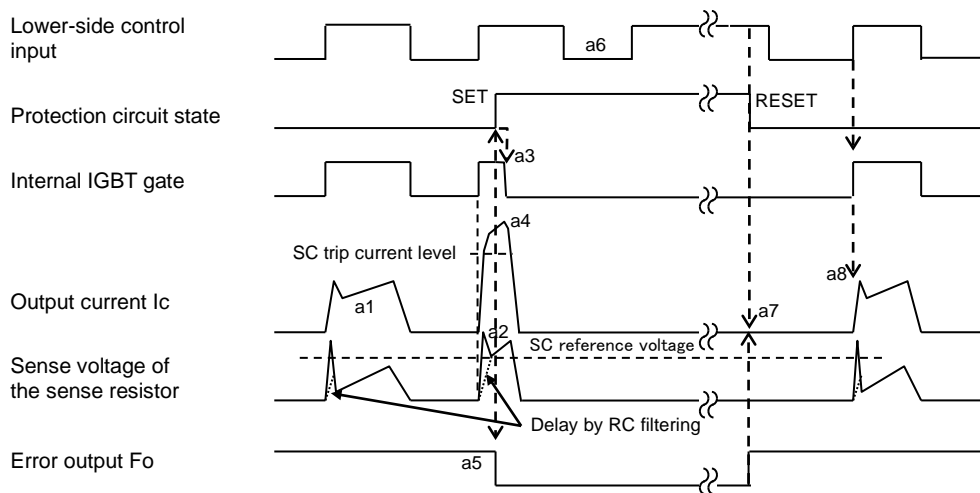 Lower-side control
input
a6
Protection circuit state
SET
RESET
a3
Internal IGBT gate
a4
SC trip current level
a8
Output current Ic
a1
a7
a2
SC reference voltage
Sense voltage of
the sense resistor
Delay by RC filtering
Error output Fo
a5